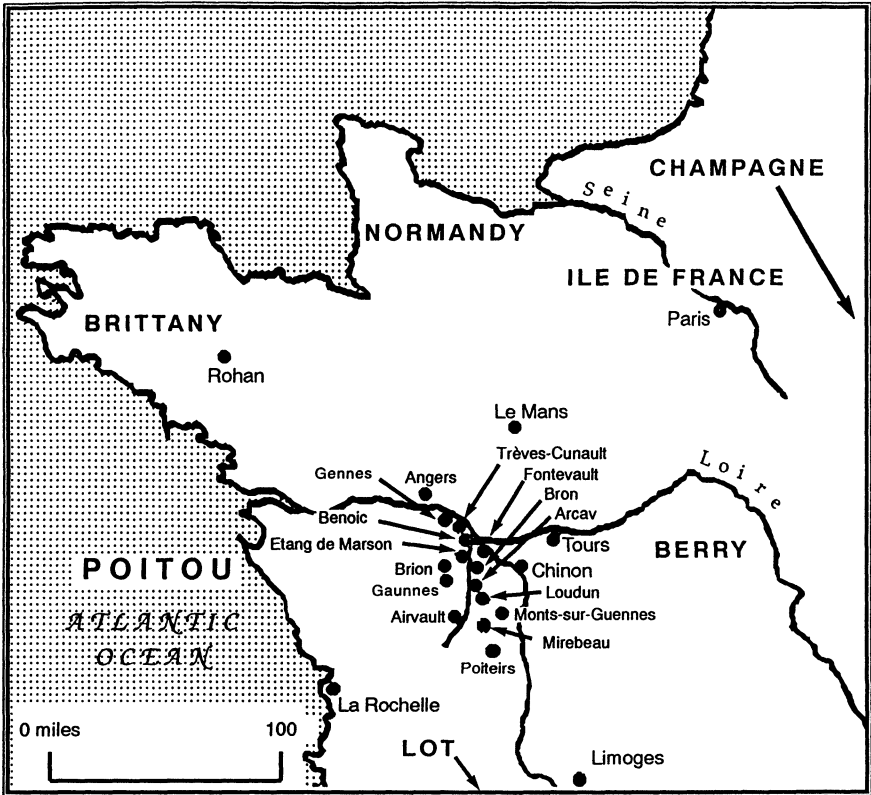 CHAMPAGNE
Seine
NORMANDY
ILE DE FRANCE
Paris
BRITTANY
Rohan
Le Mans
Trèves-Cunault
Gennes
Angers
Fontevault
Loire
Bron
Benoic
Arcav
Etang de Marson
Tours
BERRY
POITOU
Brion
Chinon
Gaunnes
Loudun
ATLANTIC
OCEAN
Airvault
Monts-sur-Guennes
Mirebeau
Poiteirs
La Rochelle
0 miles 100
LOT
Limoges